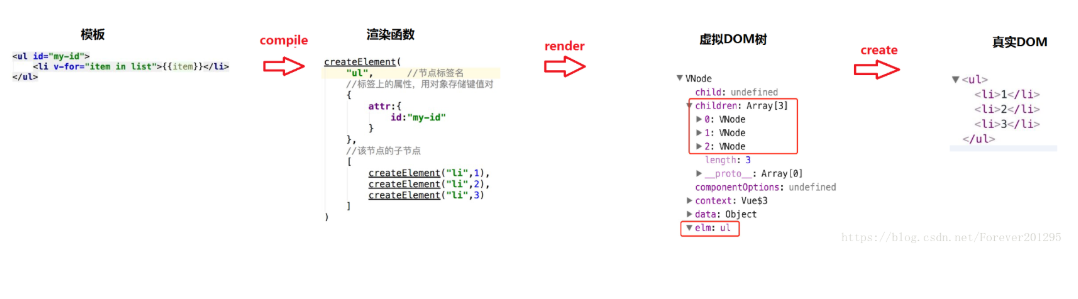 模板
<ul id="my-id">
<li v-for="item in list">{{item}}</li>
</ul>
compile
渲染函数
createElement(
"ul", //节点标签名
//标签上的属性，用对象存储键值对
{
attr:{
id:"my-id"
}
},
//该节点的子节点
[
createElement("li",1),
createElement("li",2),
createElement("li",3)
]
)
render
虚拟DOM树
▼VNode
child: undefined
▼children: Array[3]
▶0: VNode
▶1: VNode
▶2: VNode
length: 3
▶__proto__: Array[0]
componentOptions: undefined
▶context: Vue$3
▶data: Object
▼elm: ul
create
真实DOM
▼<ul>
<li>1</li>
<li>2</li>
<li>3</li>
</ul>
https://blog.csdn.net/Forever201295